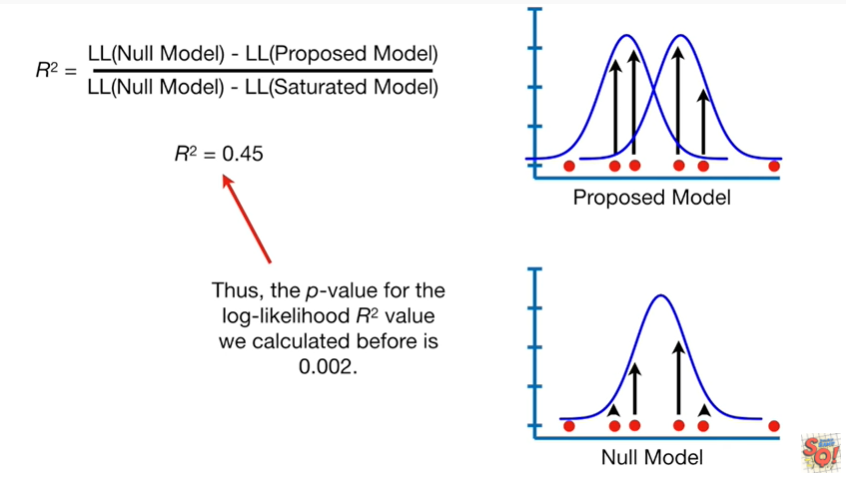 R² = LL(Null Model) - LL(Proposed Model)
LL(Null Model) - LL(Saturated Model)
R² = 0.45
Thus, the p-value for the
log-likelihood R² value
we calculated before is
0.002.
Proposed Model
Null Model
SQ!